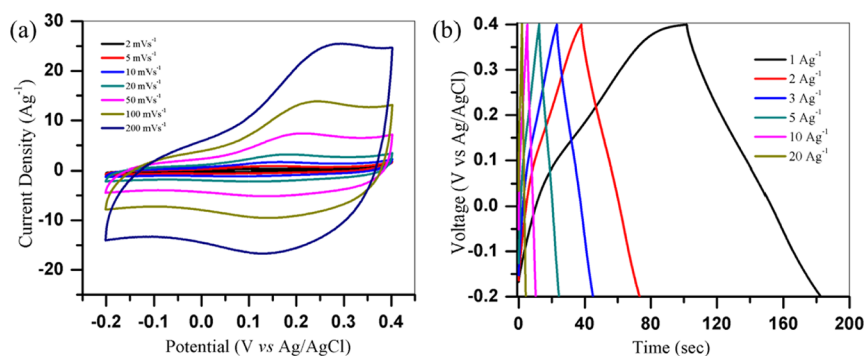 (a)
30
20
10
0
-10
-20
Current Density (Ag⁻¹)
2 mVs⁻¹
5 mVs⁻¹
10 mVs⁻¹
20 mVs⁻¹
50 mVs⁻¹
100 mVs⁻¹
200 mVs⁻¹
-0.2 -0.1 0.0 0.1 0.2 0.3 0.4
Potential (V vs Ag/AgCl)
(b)
0.4
0.3
0.2
0.1
0.0
-0.1
-0.2
Voltage (V vs Ag/AgCl)
1 Ag⁻¹
2 Ag⁻¹
3 Ag⁻¹
5 Ag⁻¹
10 Ag⁻¹
20 Ag⁻¹
0 40 80 120 160 200
Time (sec)